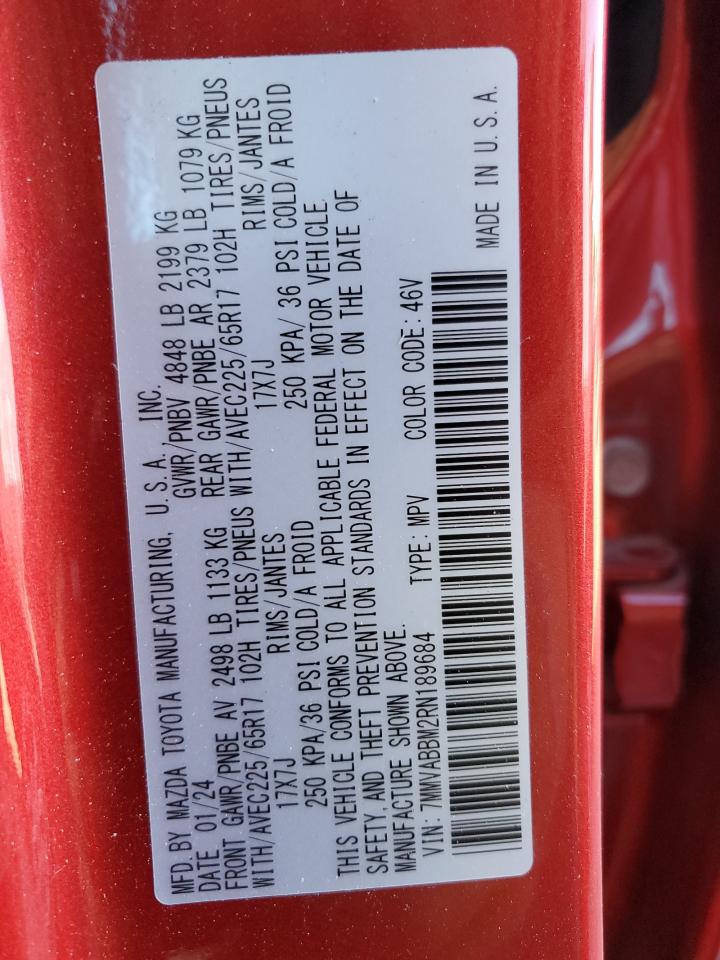 MFD. BY MAZDA TOYOTA MANUFACTURING, U.S.A. INC.
DATE 01/24 GVWR/PNBV 4848 LB 2199 KG
FRONT GAWR/PNBE AV 2498 LB 1133 KG REAR GAWR/PNBE AR 2379 LB 1079 KG
WITH/AVEC225/65R17 102H TIRES/PNEUS WITH/AVEC225/65R17 102H TIRES/PNEUS
17X7J RIMS/JANTES 17X7J RIMS/JANTES
250 KPA/36 PSI COLD/A FROID 250 KPA/ 36 PSI COLD/A FROID
THIS VEHICLE CONFORMS TO ALL APPLICABLE FEDERAL MOTOR VEHICLE
SAFETY,AND THEFT PREVENTION STANDARDS IN EFFECT ON THE DATE OF
MANUFACTURE SHOWN ABOVE.
VIN: 7MMVABBM2RN189684 TYPE: MPV COLOR CODE: 46V
MADE IN U.S.A.